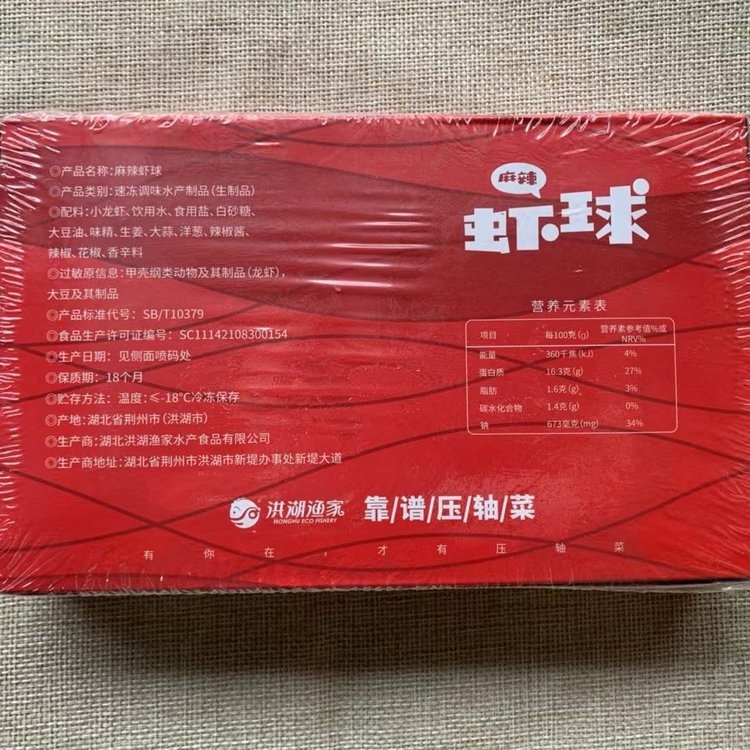 ◎产品名称:麻辣虾球
◎产品类别:速冻调味水产制品(生制品)
◎配料:小龙虾、饮用水、食用盐、白砂糖、
大豆油、味精、生姜、大蒜、洋葱、辣椒酱、
辣椒、花椒、香辛料
◎过敏原信息:甲壳纲类动物及其制品(龙虾),
大豆及其制品
◎产品标准代号:SB/T10379
◎食品生产许可证编号:SC11142108300154
◎生产日期:见侧面喷码处
◎保质期:18个月
◎贮存方法:温度:≤-18℃冷冻保存
◎产地:湖北省荆州市(洪湖市)
◎生产商:湖北洪湖渔家水产食品有限公司
◎生产商地址:湖北省荆州市洪湖市新堤办事处新堤大道
麻辣
虾球
营养元素表
项目 每100克(g) 营养素参考值%或NRV%
能量 360千焦(kJ) 4%
蛋白质 16.3克(g) 27%
脂肪 1.6克(g) 3%
碳水化合物 1.4克(g) 0%
钠 673毫克(mg) 34%
洪湖渔家 靠/谱/压/轴/菜
HONGHU ECO FISHERY
有你在,才有压轴菜